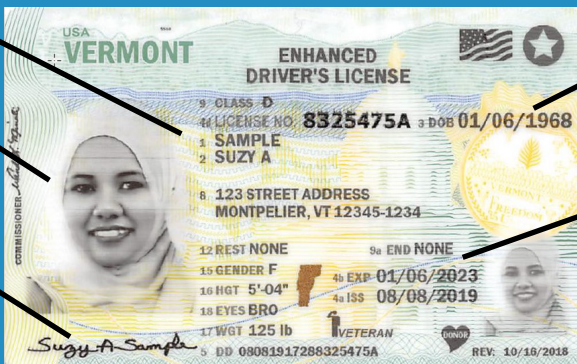 USA
VERMONT
ENHANCED
DRIVER'S LICENSE
9 CLASS D
4d LICENSE NO. 8325475A 3 DOB 01/06/1968
1 SAMPLE
2 SUZY A
8 123 STREET ADDRESS
MONTPELIER, VT 12345-1234
12 REST NONE 9a END NONE
15 GENDER F 4b EXP 01/06/2023
16 HGT 5'-04" 4a ISS 08/08/2019
18 EYES BRO
17 WGT 125 lb VETERAN DONOR
5 DD 08081917288325475A REV: 10/16/2018
COMMISSIONER
Suzy A Sample
VERMONT
FREEDOM